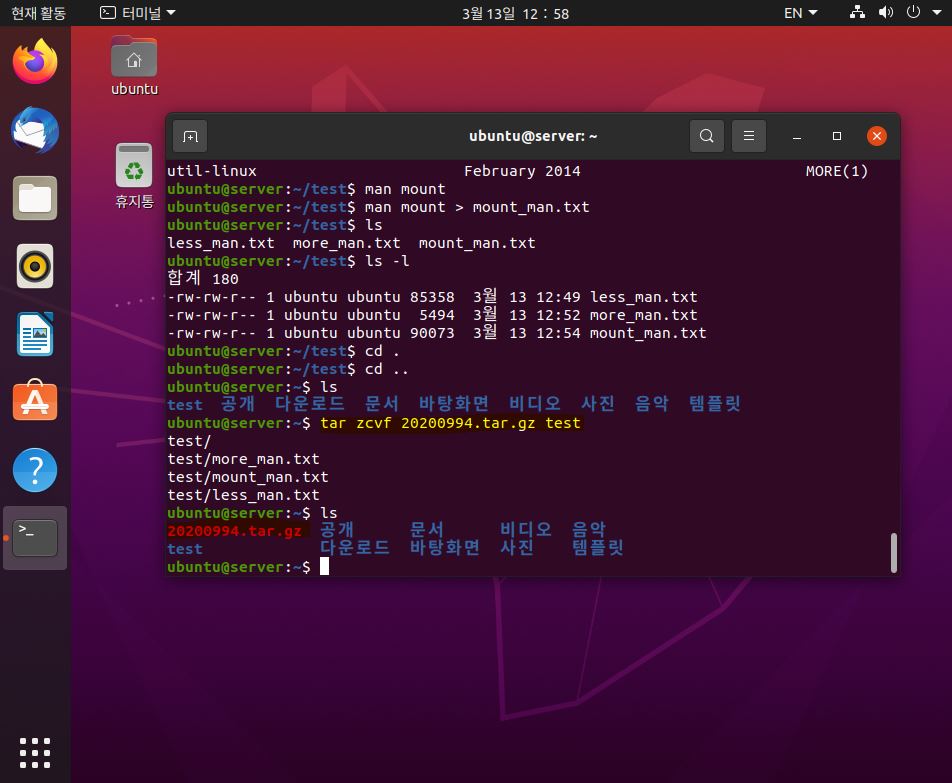 현재 활동 터미널 3월 13일 12 : 58 EN
ubuntu
휴지통
ubuntu@server: ~
util-linux February 2014 MORE(1)
ubuntu@server:~/test$ man mount
ubuntu@server:~/test$ man mount > mount_man.txt
ubuntu@server:~/test$ ls
less_man.txt more_man.txt mount_man.txt
ubuntu@server:~/test$ ls -l
합계 180
-rw-rw-r-- 1 ubuntu ubuntu 85358 3월 13 12:49 less_man.txt
-rw-rw-r-- 1 ubuntu ubuntu 5494 3월 13 12:52 more_man.txt
-rw-rw-r-- 1 ubuntu ubuntu 90073 3월 13 12:54 mount_man.txt
ubuntu@server:~/test$ cd .
ubuntu@server:~/test$ cd ..
ubuntu@server:~$ ls
test 공개 다운로드 문서 바탕화면 비디오 사진 음악 템플릿
ubuntu@server:~$ tar zcvf 20200994.tar.gz test
test/
test/more_man.txt
test/mount_man.txt
test/less_man.txt
ubuntu@server:~$ ls
20200994.tar.gz 공개 문서 비디오 음악
test 다운로드 바탕화면 사진 템플릿
ubuntu@server:~$